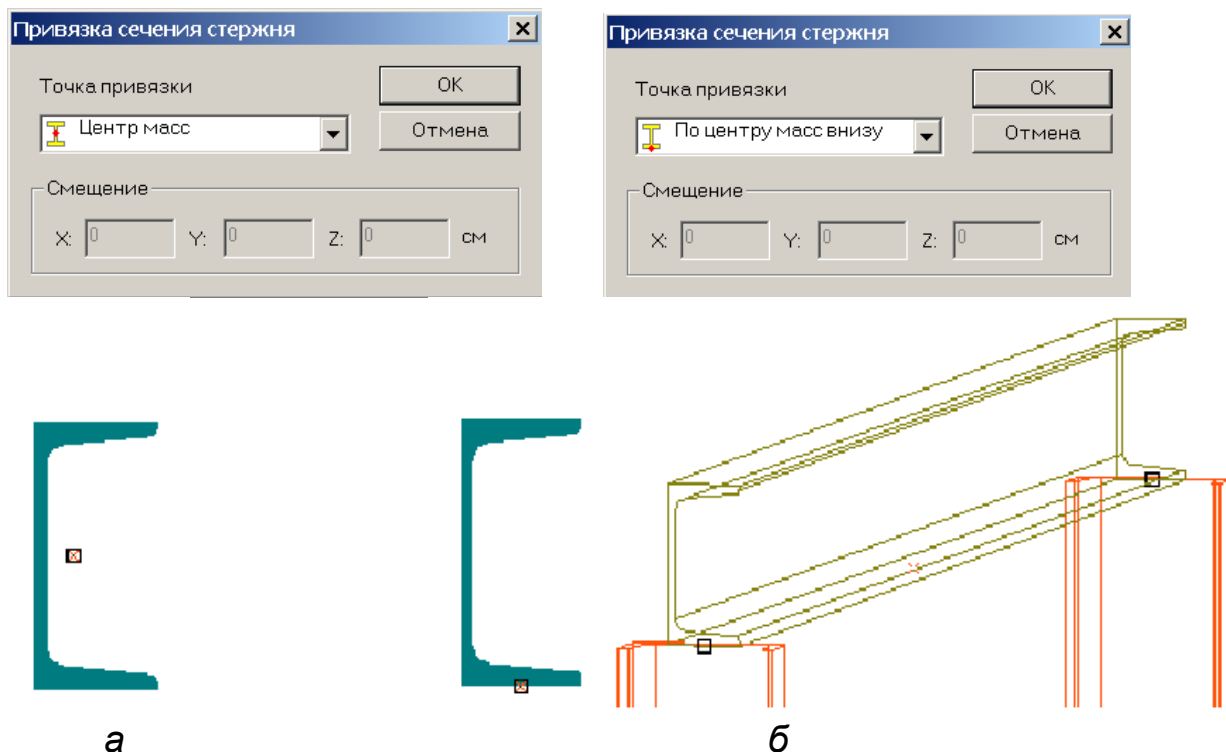 Привязка сечения стержня
Точка привязки
OK
Центр масс
Отмена
Смещение
X: 0 Y: 0 Z: 0 см
Привязка сечения стержня
Точка привязки
OK
По центру масс внизу
Отмена
Смещение
X: 0 Y: 0 Z: 0 см
а б